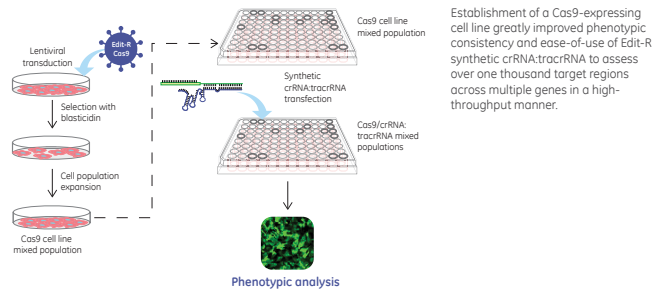 Edit-R
Cas9
Lentiviral
transduction
Selection with
blasticidin
Cell population
expansion
Cas9 cell line
mixed population
Cas9 cell line
mixed population
Synthetic
crRNA:tracrRNA
transfection
Cas9/crRNA:
tracrRNA mixed
populations
Phenotypic analysis
Establishment of a Cas9-expressing
cell line greatly improved phenotypic
consistency and ease-of-use of Edit-R
synthetic crRNA:tracrRNA to assess
over one thousand target regions
across multiple genes in a high-
throughput manner.